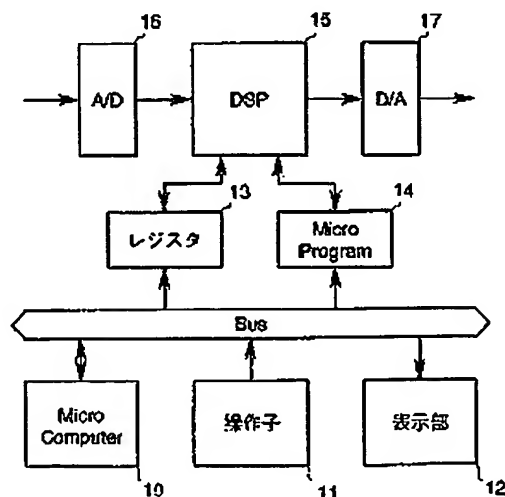 16
15
17
A/D
DSP
D/A
13
14
レジスタ
Micro
Program
Bus
Micro
Computer
操作子
表示部
10
11
12